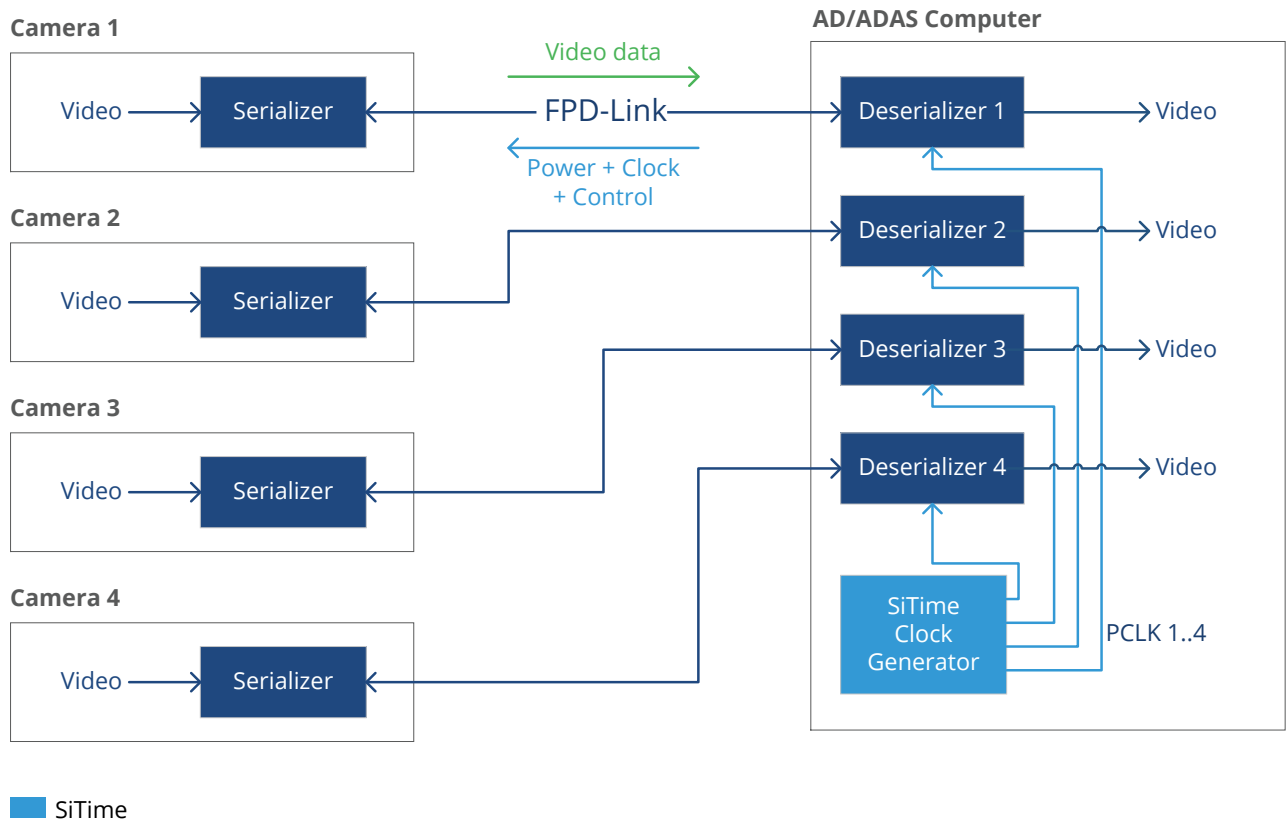 Camera 1
AD/ADAS Computer
Video data
Video
Serializer
FPD-Link
Deserializer 1
Video
Power + Clock
+ Control
Camera 2
Deserializer 2
Video
Video
Serializer
Deserializer 3
Video
Camera 3
Deserializer 4
Video
Video
Serializer
Camera 4
SiTime
Clock
Generator
PCLK 1..4
Video
Serializer
SiTime